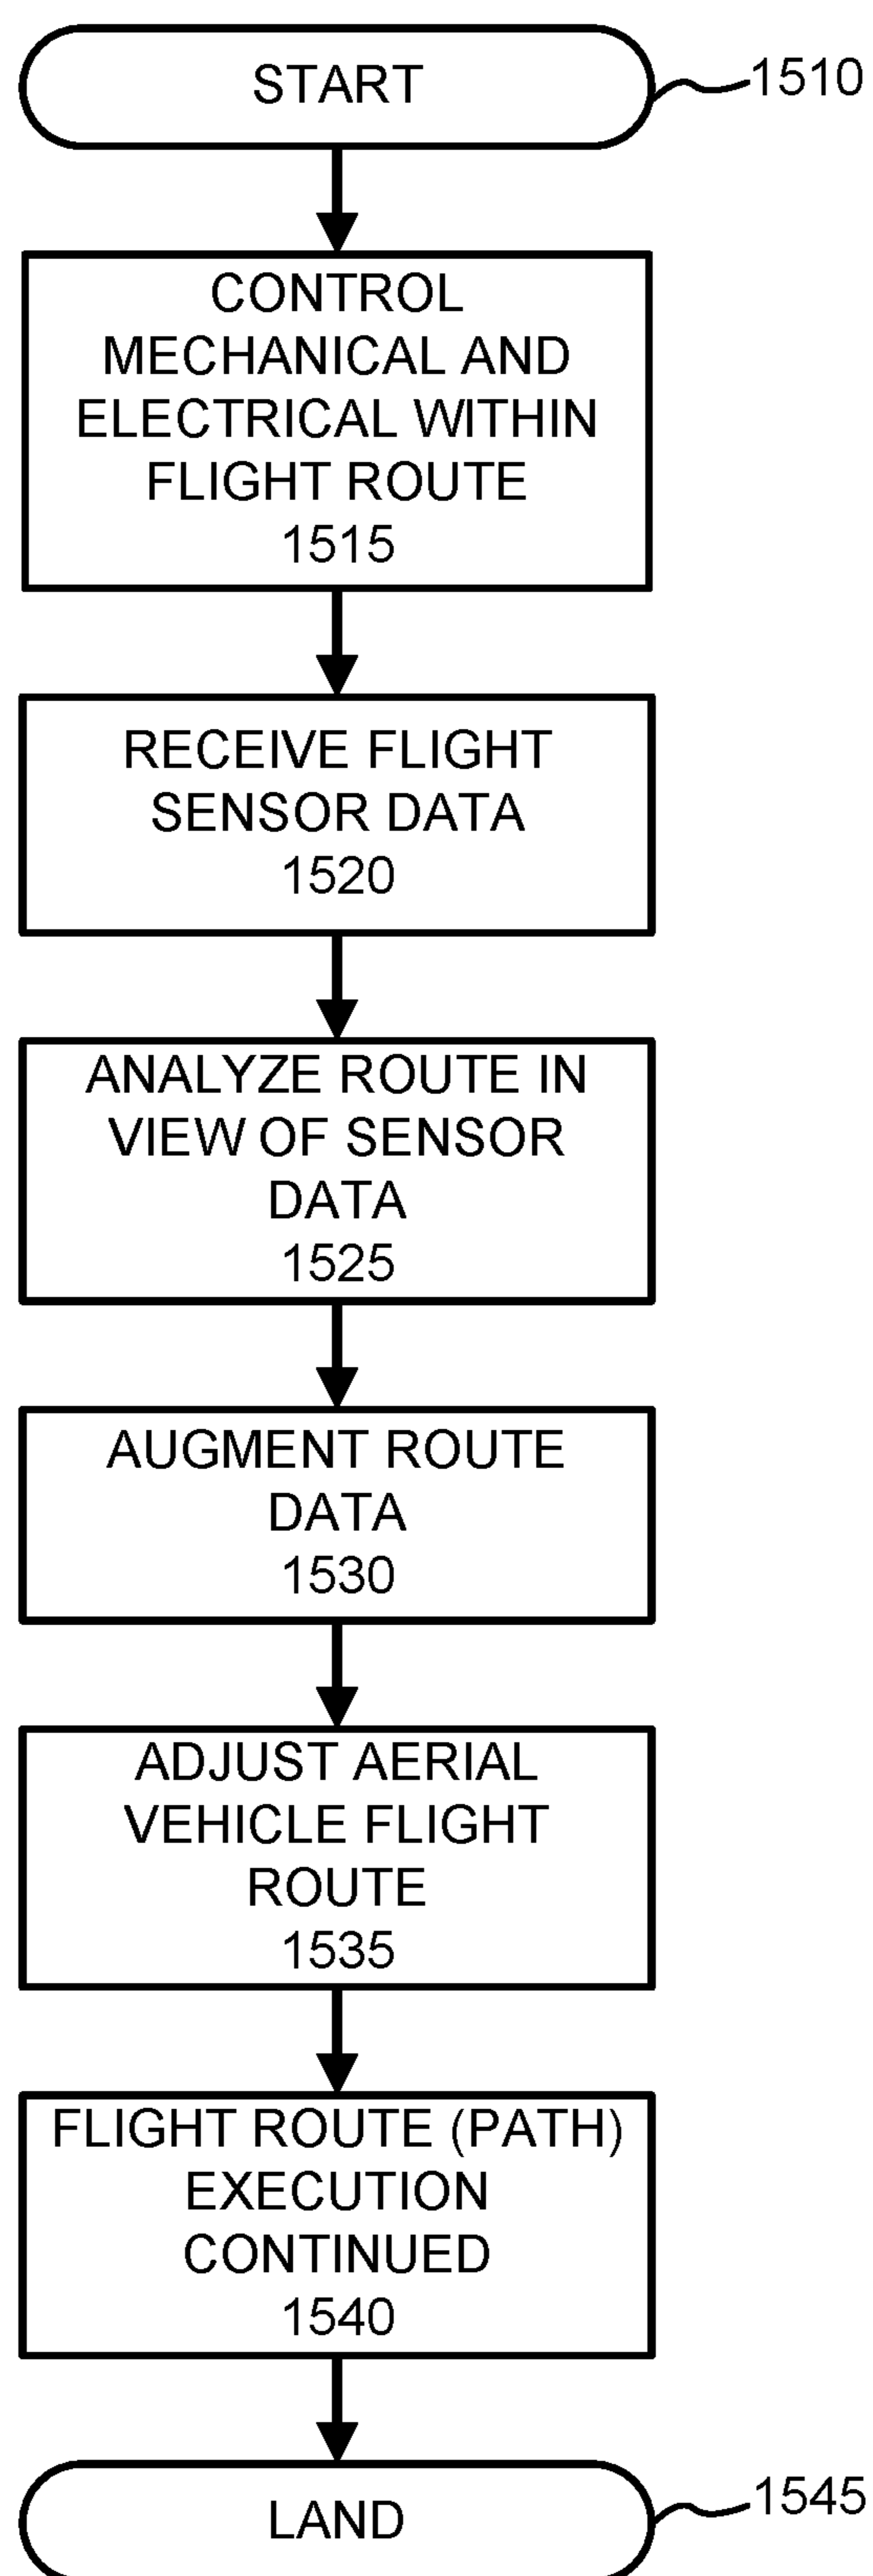 START
1510
CONTROL
MECHANICAL AND
ELECTRICAL WITHIN
FLIGHT ROUTE
1515
RECEIVE FLIGHT
SENSOR DATA
1520
ANALYZE ROUTE IN
VIEW OF SENSOR
DATA
1525
AUGMENT ROUTE
DATA
1530
ADJUST AERIAL
VEHICLE FLIGHT
ROUTE
1535
FLIGHT ROUTE (PATH)
EXECUTION
CONTINUED
1540
LAND
1545